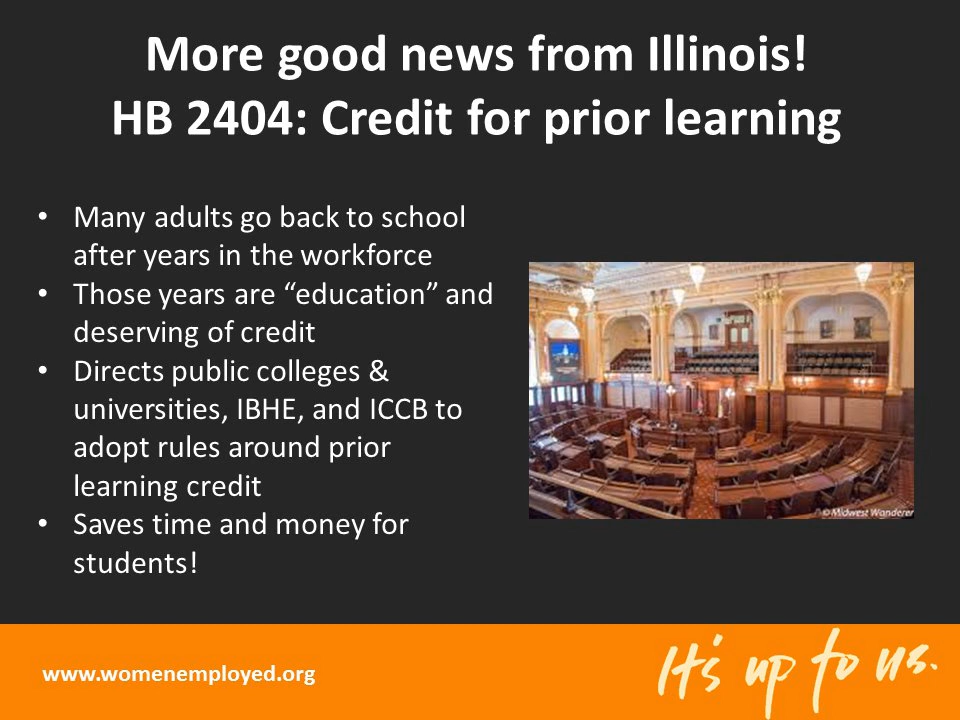 More good news from Illinois!
HB 2404: Credit for prior learning
• Many adults go back to school
after years in the workforce
• Those years are “education” and
deserving of credit
• Directs public colleges &
universities, IBHE, and ICCB to
adopt rules around prior
learning credit
• Saves time and money for
students!
© Midwest Wanderer
www.womenemployed.org
It's up to us.